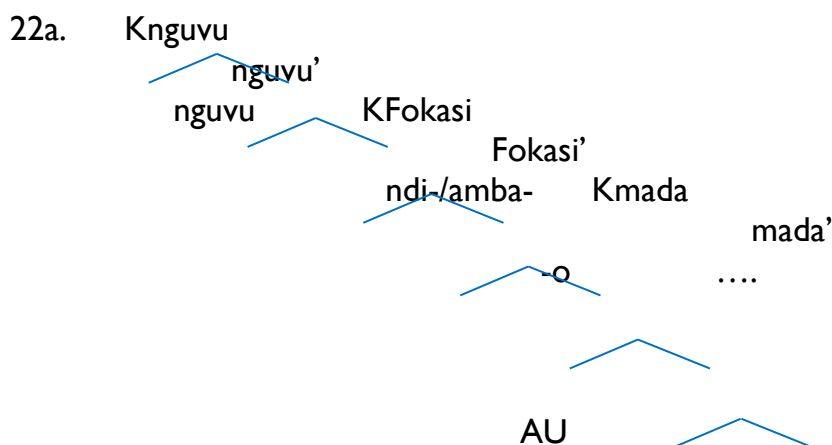 22a. Knguvu
nguvu’
nguvu KFokasi
Fokasi’
ndi-/amba- Kmada
mada’
-o ….
AU